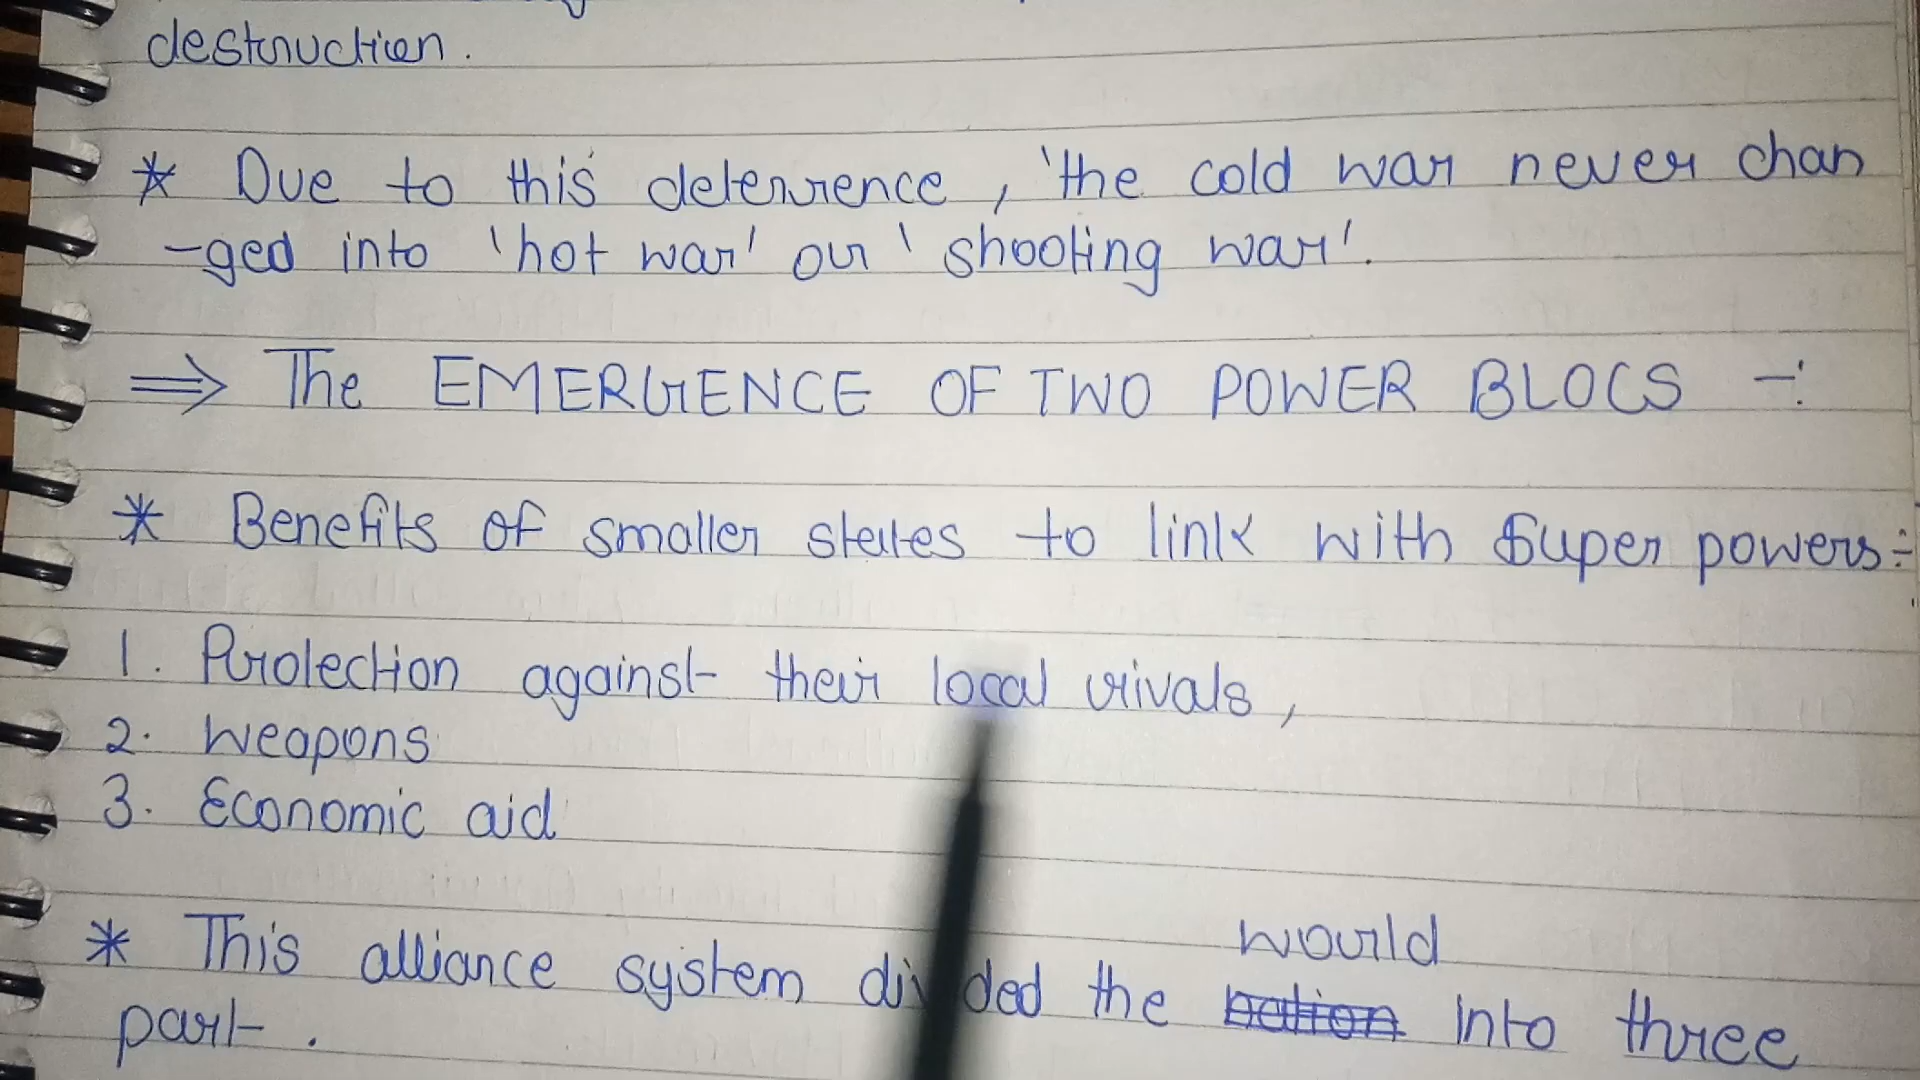 destruction.
* Due to this deterrence, 'the cold war never chan
-ged into 'hot war' or 'shooting war'.
⇒ The EMERGENCE OF TWO POWER BLOCS -:
* Benefits of smaller states to link with Super powers:-
1. Protection against their local rivals,
2. Weapons
3. Economic aid
would
* This alliance system divided the nation into three
part.